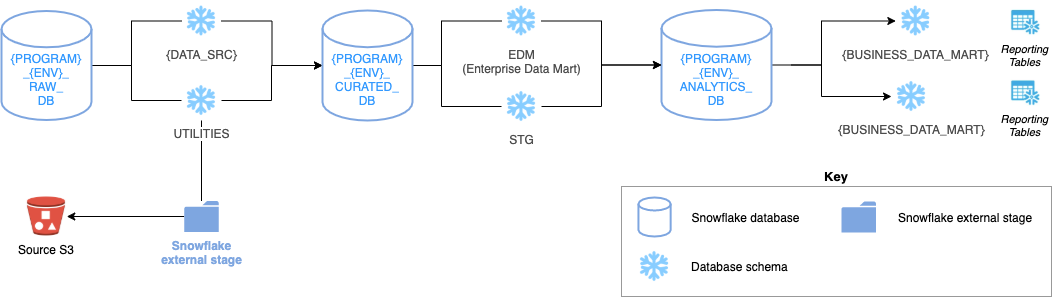 {PROGRAM}
_{ENV}_
RAW_
DB
{DATA_SRC}
UTILITIES
{PROGRAM}
_{ENV}_
CURATED_
DB
EDM
(Enterprise Data Mart)
STG
{PROGRAM}
_{ENV}_
ANALYTICS_
DB
{BUSINESS_DATA_MART}
Reporting
Tables
{BUSINESS_DATA_MART}
Reporting
Tables
Source S3
Snowflake
external stage
Key
Snowflake database
Snowflake external stage
Database schema